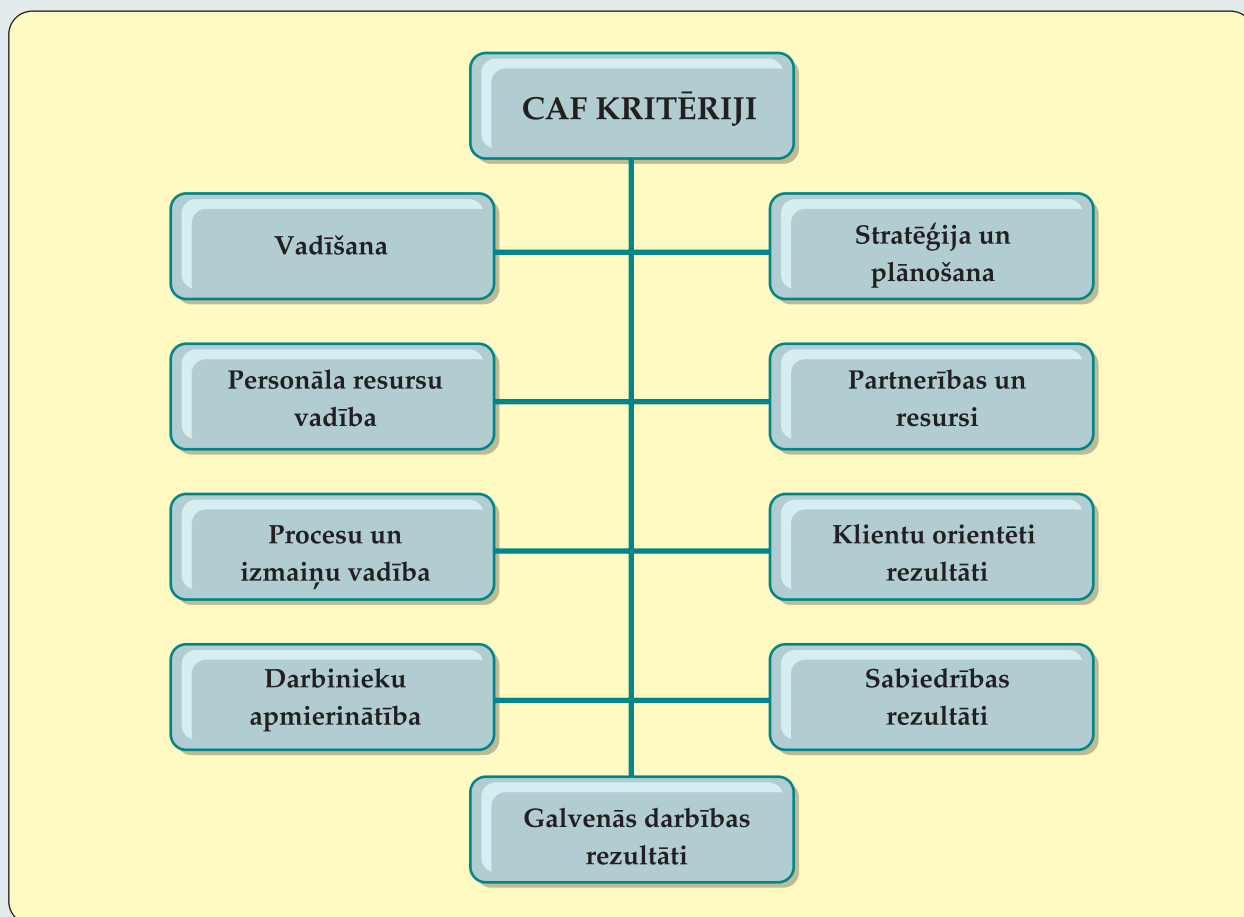 CAF KRITĒRIJI
Vadīšana
Stratēģija un
plānošana
Personāla resursu
vadība
Partnerības un
resursi
Procesu un
izmaiņu vadība
Klientu orientēti
rezultāti
Darbinieku
apmierinātība
Sabiedrības
rezultāti
Galvenās darbības
rezultāti